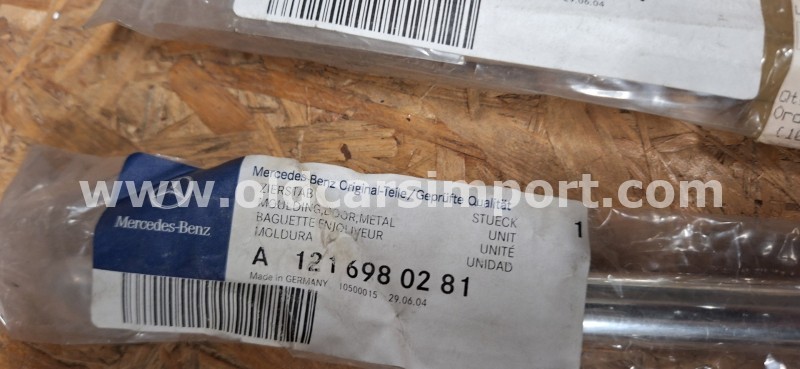 29.06.04
Mercedes-Benz
Mercedes-Benz Original-Teile/Geprüfte Qualität
ZIERSTAB STUECK 1
MOULDING,DOOR,METAL UNIT
BAGUETTE ENJOLIVEUR UNITÉ
MOLDURA UNIDAD
A 121 698 02 81
Made in GERMANY 10500015 29.06.04
www.oldcarsimport.com